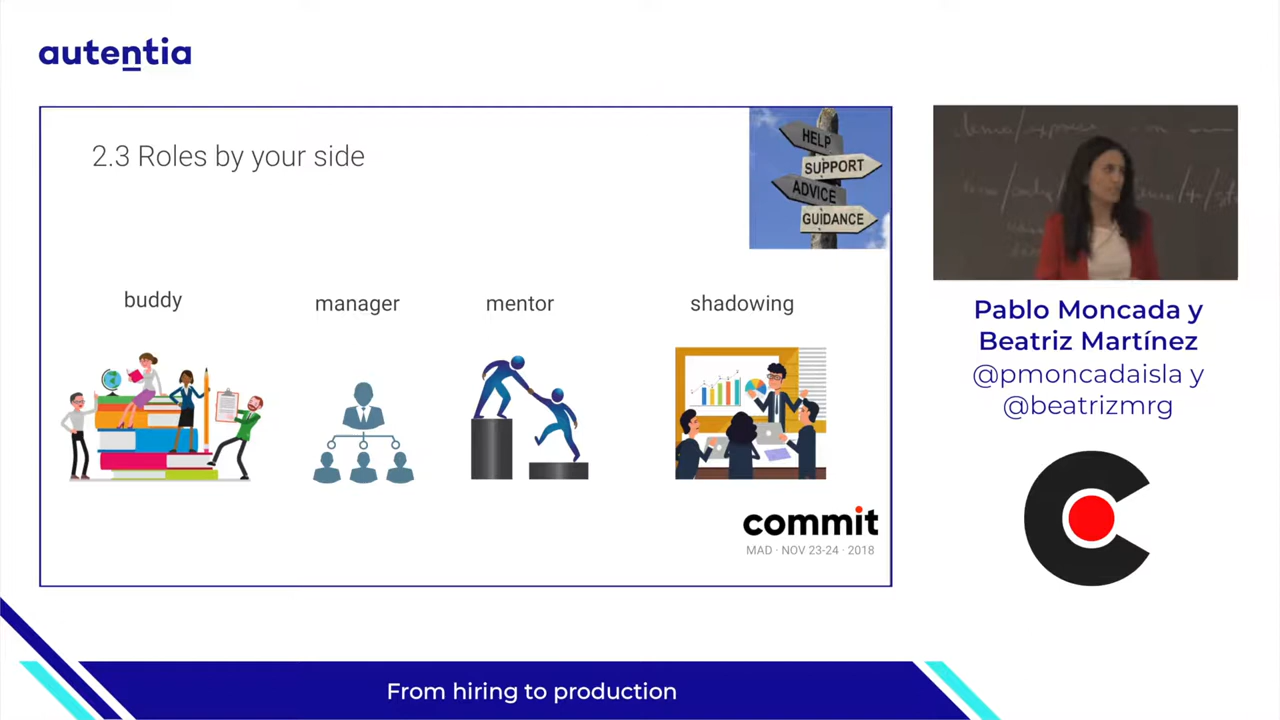 autentia
2.3 Roles by your side
HELP
SUPPORT
ADVICE
GUIDANCE
buddy
manager
mentor
shadowing
commit
MAD · NOV 23-24 · 2018
Pablo Moncada y
Beatriz Martínez
@pmoncadaisla y
@beatrizmrg
From hiring to production